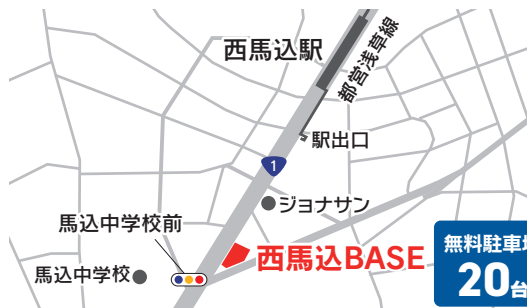 西馬込駅
都営浅草線
駅出口
1
ジョナサン
馬込中学校前
西馬込BASE
馬込中学校
無料駐車場
20台